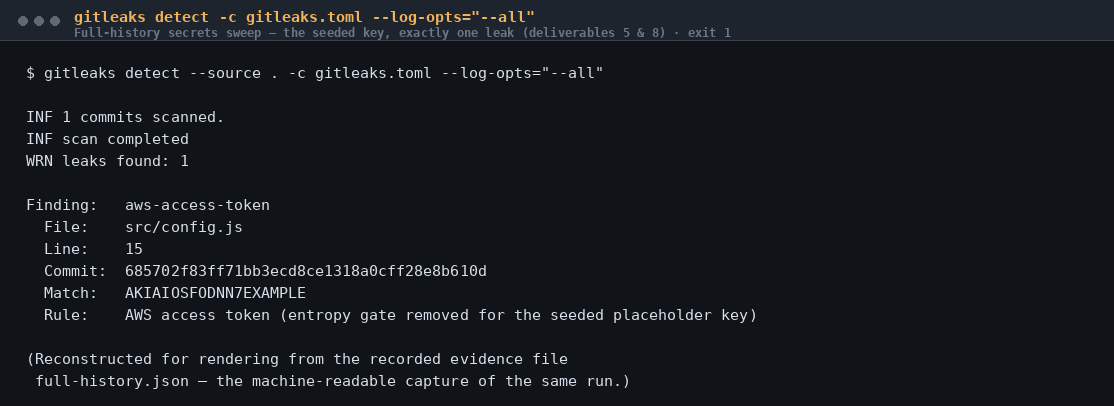 gitleaks detect -c gitleaks.toml --log-opts="--all"
Full-history secrets sweep — the seeded key, exactly one leak (deliverables 5 & 8) · exit 1
$ gitleaks detect --source . -c gitleaks.toml --log-opts="--all"
INF 1 commits scanned.
INF scan completed
WRN leaks found: 1
Finding:   aws-access-token
File:    src/config.js
Line:    15
Commit:  685702f83ff71bb3ecd8ce1318a0cff28e8b610d
Match:   AKIAIOSFODNN7EXAMPLE
Rule:    AWS access token (entropy gate removed for the seeded placeholder key)
(Reconstructed for rendering from the recorded evidence file
full-history.json — the machine-readable capture of the same run.)